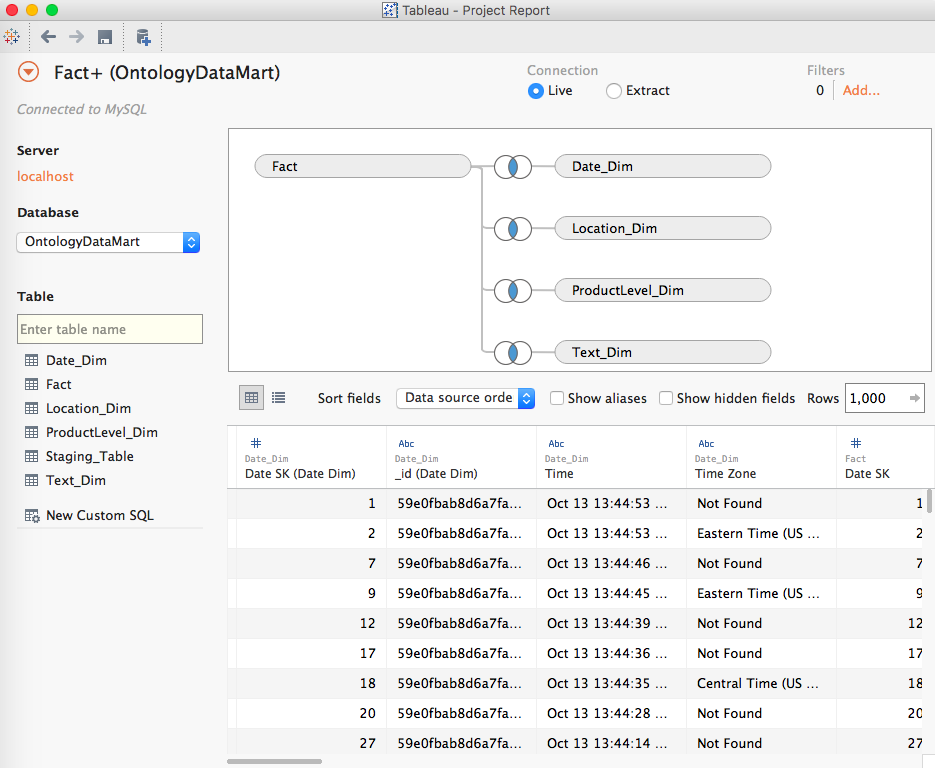 Tableau - Project Report
Fact+ (OntologyDataMart)
Connected to MySQL
Connection
Live
Extract
Filters
0
Add...
Server
localhost
Database
OntologyDataMart
Table
Enter table name
Date_Dim
Fact
Location_Dim
ProductLevel_Dim
Staging_Table
Text_Dim
New Custom SQL
Fact
Date_Dim
Location_Dim
ProductLevel_Dim
Text_Dim
Sort fields
Data source orde
Show aliases
Show hidden fields
Rows
1,000
# Abc Abc Abc #
Date_Dim Date_Dim Date_Dim Date_Dim Fact
Date SK (Date Dim) _id (Date Dim) Time Time Zone Date SK
1 59e0fbab8d6a7fa... Oct 13 13:44:53 ... Not Found 1
2 59e0fbab8d6a7fa... Oct 13 13:44:53 ... Eastern Time (US ... 2
7 59e0fbab8d6a7fa... Oct 13 13:44:46 ... Not Found 7
9 59e0fbab8d6a7fa... Oct 13 13:44:45 ... Eastern Time (US ... 9
12 59e0fbab8d6a7fa... Oct 13 13:44:39 ... Not Found 12
17 59e0fbab8d6a7fa... Oct 13 13:44:36 ... Not Found 17
18 59e0fbab8d6a7fa... Oct 13 13:44:35 ... Central Time (US ... 18
20 59e0fbab8d6a7fa... Oct 13 13:44:28 ... Not Found 20
27 59e0fbab8d6a7fa... Oct 13 13:44:14 ... Not Found 27